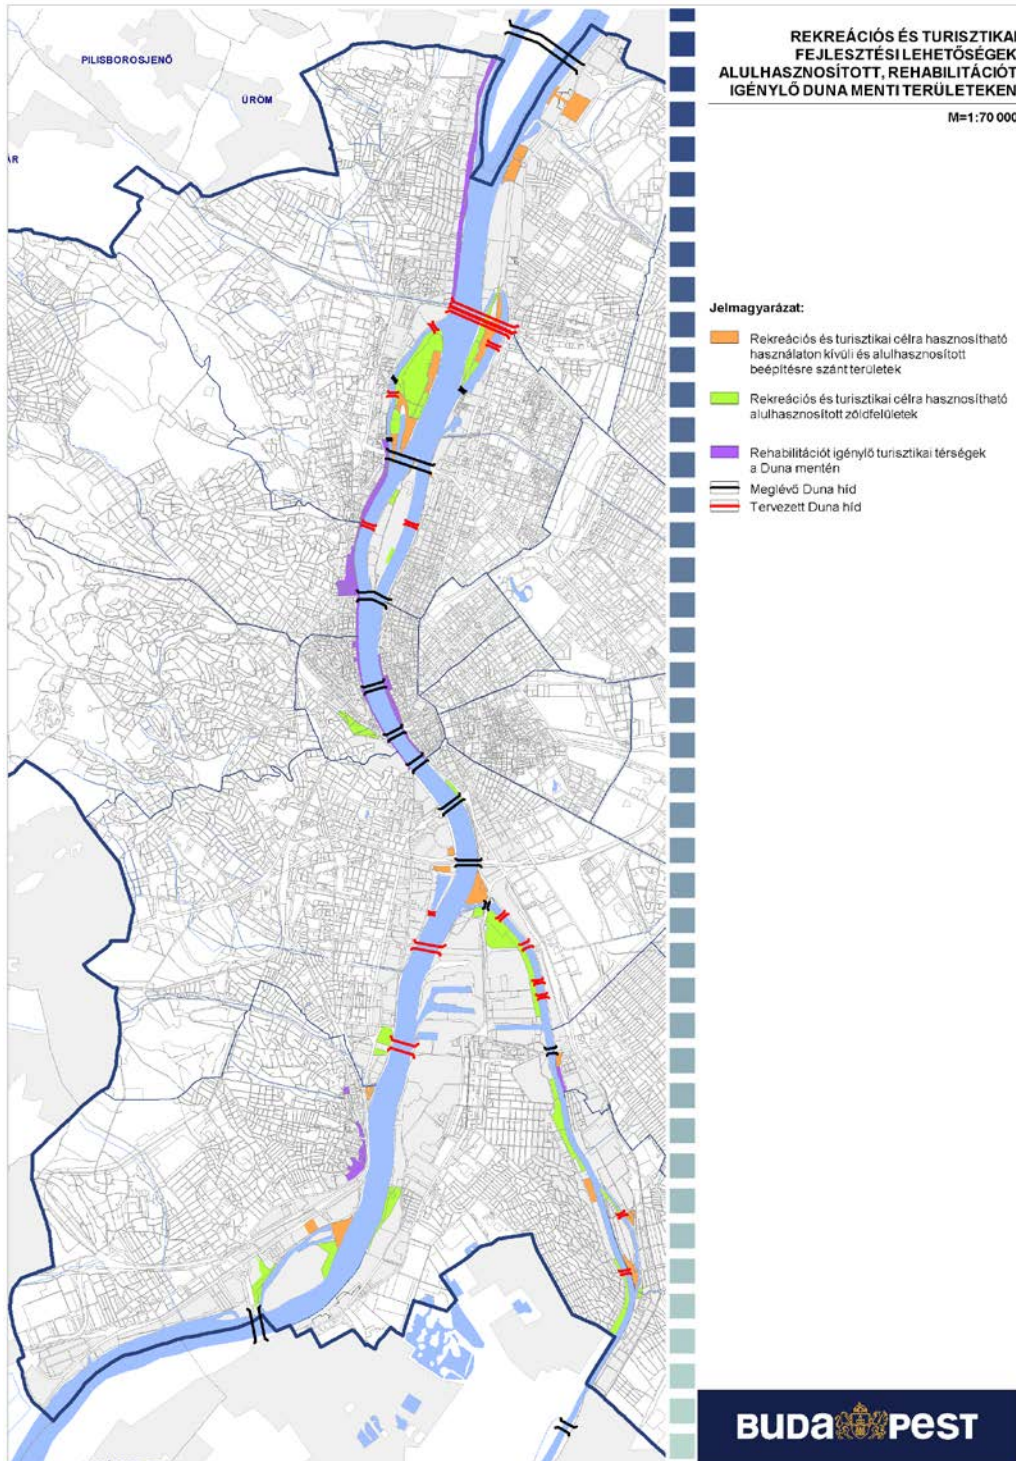 REKREÁCIÓS ÉS TURISZTIKAI
FEJLESZTÉSI LEHETŐSÉGEK
ALULHASZNOSÍTOTT, REHABILITÁCIÓT
IGÉNYLŐ DUNA MENTI TERÜLETEKEN
M=1:70 000
PILISBOROSJENŐ
ÜRÖM
ÁR
Jelmagyarázat:
Rekreációs és turisztikai célra hasznosítható
használaton kívüli és alulhasznosított
beépítésre szánt területek
Rekreációs és turisztikai célra hasznosítható
alulhasznosított zöldfelületek
Rehabilitációt igénylő turisztikai térségek
a Duna mentén
Meglévő Duna híd
Tervezett Duna híd
BUDAPEST